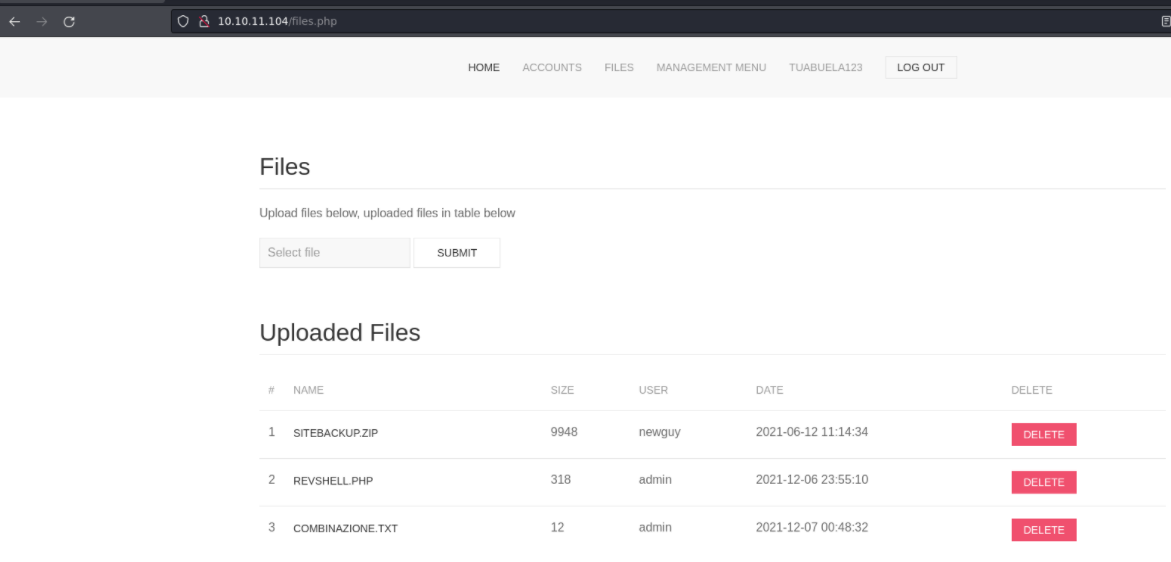 10.10.11.104/files.php
HOME ACCOUNTS FILES MANAGEMENT MENU TUABUELA123 LOG OUT
Files
Upload files below, uploaded files in table below
Select file SUBMIT
Uploaded Files
# NAME SIZE USER DATE DELETE
1 SITEBACKUP.ZIP 9948 newguy 2021-06-12 11:14:34 DELETE
2 REVSHELL.PHP 318 admin 2021-12-06 23:55:10 DELETE
3 COMBINAZIONE.TXT 12 admin 2021-12-07 00:48:32 DELETE